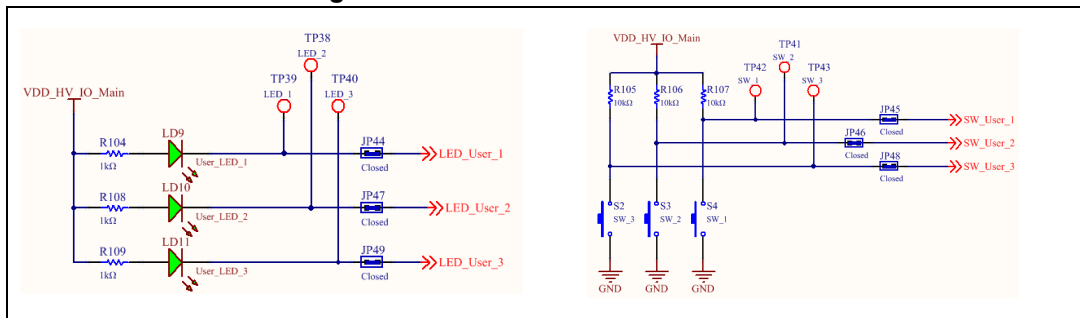 TP38
LED_2
TP39
LED_1
TP40
LED_3
VDD_HV_IO_Main
R104
1kΩ
LD9
User_LED_1
JP44
Closed
LED_User_1
R108
1kΩ
LD10
User_LED_2
JP47
Closed
LED_User_2
R109
1kΩ
LD11
User_LED_3
JP49
Closed
LED_User_3
VDD_HV_IO_Main
TP41
SW_2
TP42
SW_1
TP43
SW_3
R105
10kΩ
R106
10kΩ
R107
10kΩ
JP45
Closed
SW_User_1
JP46
Closed
SW_User_2
JP48
Closed
SW_User_3
S2
SW_3
S3
SW_2
S4
SW_1
GND
GND
GND